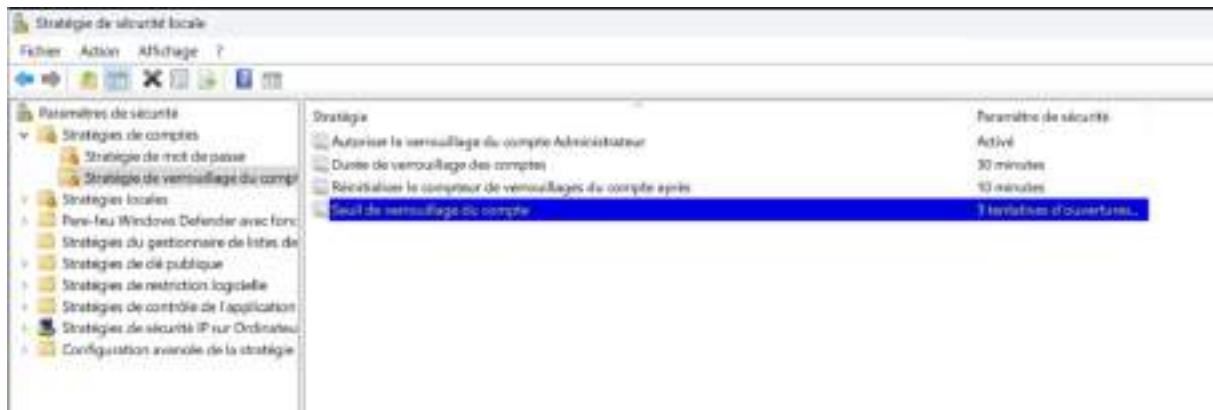 Stratégie de sécurité locale
Fichier Action Affichage ?
Paramètres de sécurité
Stratégies de comptes
Stratégie de mot de passe
Stratégie de verrouillage du compt
Stratégies locales
Pare-feu Windows Defender avec fonc
Stratégies du gestionnaire de listes de
Stratégies de clé publique
Stratégies de restriction logicielle
Stratégies de contrôle de l'application
Stratégies de sécurité IP sur Ordinateu
Configuration avancée de la stratégie
Stratégie Paramètre de sécurité
Autoriser le verrouillage du compte Administrateur Activé
Durée de verrouillage des comptes 30 minutes
Réinitialiser le compteur de verrouillages du compte après 10 minutes
Seuil de verrouillage du compte tentatives d'ouvertures...